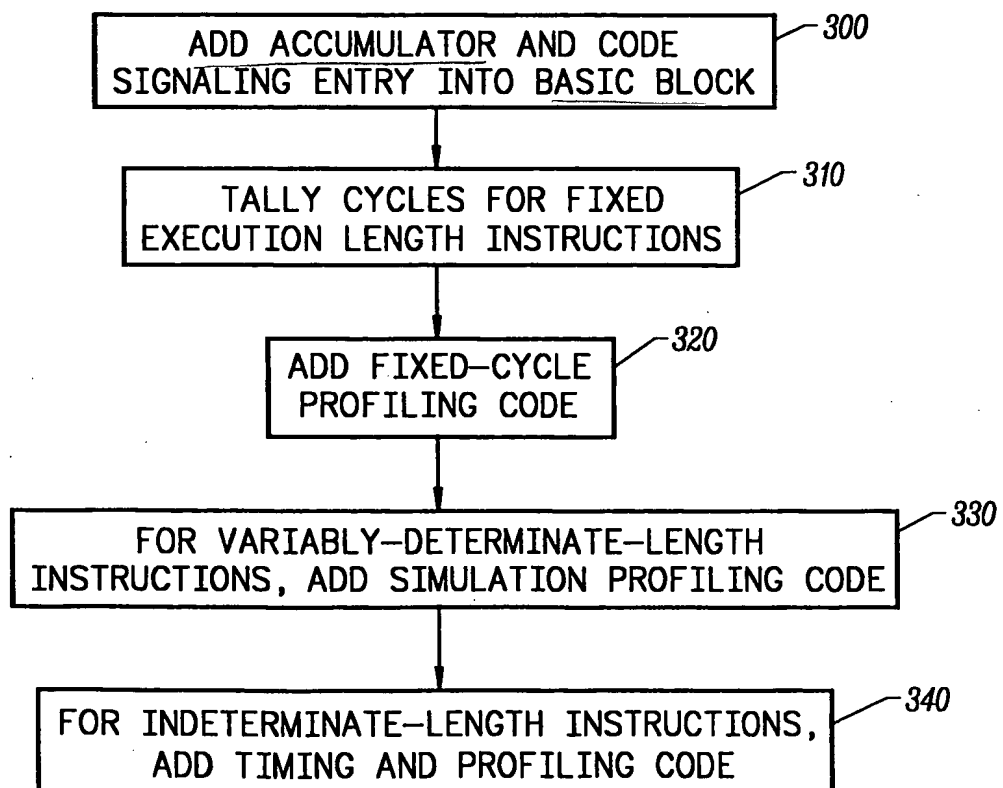 ADD ACCUMULATOR AND CODE
SIGNALING ENTRY INTO BASIC BLOCK
300
TALLY CYCLES FOR FIXED
EXECUTION LENGTH INSTRUCTIONS
310
ADD FIXED-CYCLE
PROFILING CODE
320
FOR VARIABLY-DETERMINATE-LENGTH
INSTRUCTIONS, ADD SIMULATION PROFILING CODE
330
FOR INDETERMINATE-LENGTH INSTRUCTIONS,
ADD TIMING AND PROFILING CODE
340